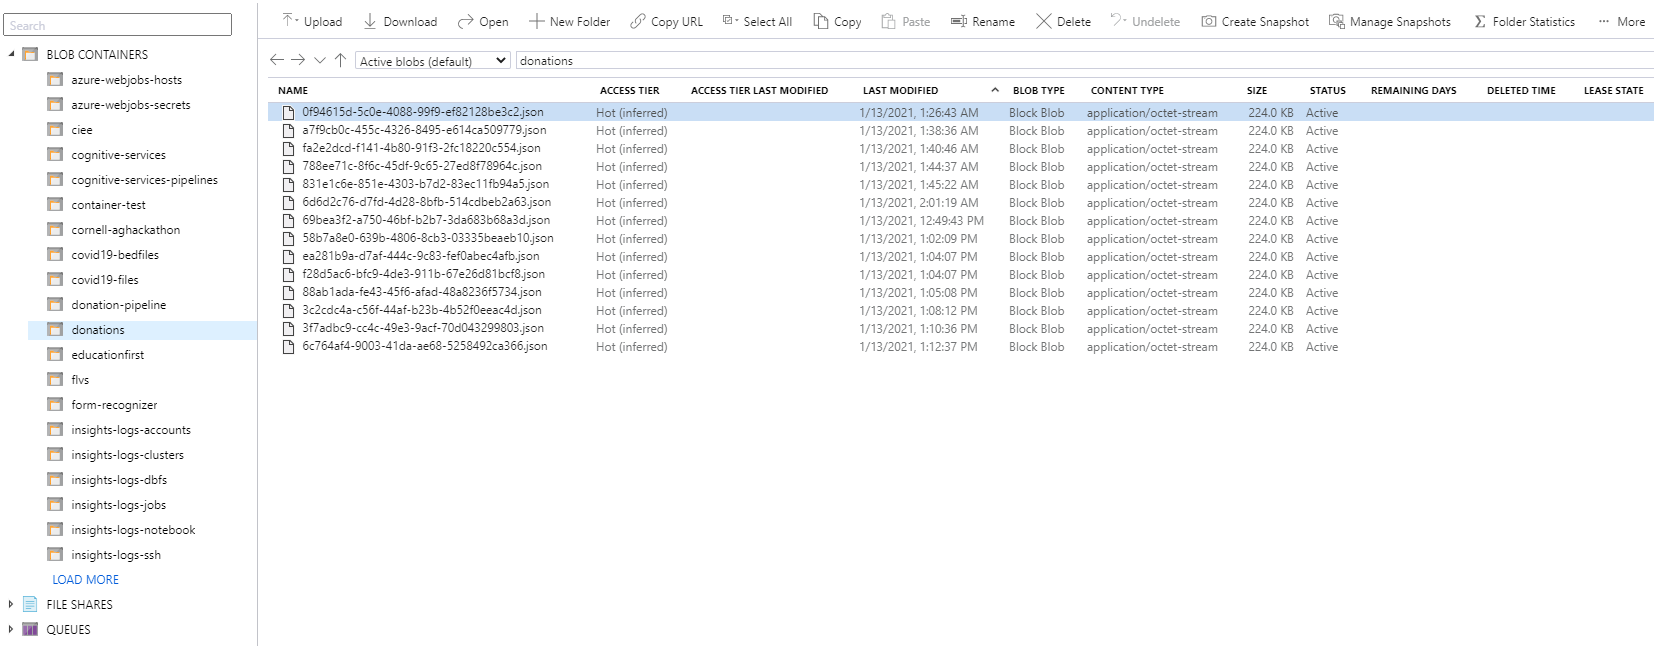 Search
BLOB CONTAINERS
azure-webjobs-hosts
azure-webjobs-secrets
ciee
cognitive-services
cognitive-services-pipelines
container-test
cornell-aghackathon
covid19-bedfiles
covid19-files
donation-pipeline
donations
educationfirst
flvs
form-recognizer
insights-logs-accounts
insights-logs-clusters
insights-logs-dbfs
insights-logs-jobs
insights-logs-notebook
insights-logs-ssh
LOAD MORE
FILE SHARES
QUEUES
Upload Download Open New Folder Copy URL Select All Copy Paste Rename Delete Undelete Create Snapshot Manage Snapshots Folder Statistics More
Active blobs (default) donations
NAME ACCESS TIER ACCESS TIER LAST MODIFIED LAST MODIFIED BLOB TYPE CONTENT TYPE SIZE STATUS REMAINING DAYS DELETED TIME LEASE STATE
0f94615d-5c0e-4088-99f9-ef82128be3c2.json Hot (inferred) 1/13/2021, 1:26:43 AM Block Blob application/octet-stream 224.0 KB Active
a7f9cb0c-455c-4326-8495-e614ca509779.json Hot (inferred) 1/13/2021, 1:38:36 AM Block Blob application/octet-stream 224.0 KB Active
fa2e2dcd-f141-4b80-91f3-2fc18220c554.json Hot (inferred) 1/13/2021, 1:40:46 AM Block Blob application/octet-stream 224.0 KB Active
788ee71c-8f6c-45df-9c65-27ed8f78964c.json Hot (inferred) 1/13/2021, 1:44:37 AM Block Blob application/octet-stream 224.0 KB Active
831e1c6e-851e-4303-b7d2-83ec11fb94a5.json Hot (inferred) 1/13/2021, 1:45:22 AM Block Blob application/octet-stream 224.0 KB Active
6d6d2c76-d7fd-4d28-8bfb-514cdbeb2a63.json Hot (inferred) 1/13/2021, 2:01:19 AM Block Blob application/octet-stream 224.0 KB Active
69bea3f2-a750-46bf-b2b7-3da683b68a3d.json Hot (inferred) 1/13/2021, 12:49:43 PM Block Blob application/octet-stream 224.0 KB Active
58b7a8e0-639b-4806-8cb3-03335beaeb10.json Hot (inferred) 1/13/2021, 1:02:09 PM Block Blob application/octet-stream 224.0 KB Active
ea281b9a-d7af-444c-9c83-fef0abec4afb.json Hot (inferred) 1/13/2021, 1:04:07 PM Block Blob application/octet-stream 224.0 KB Active
f28d5ac6-bfc9-4de3-911b-67e26d81bcf8.json Hot (inferred) 1/13/2021, 1:04:07 PM Block Blob application/octet-stream 224.0 KB Active
88ab1ada-fe43-45f6-afad-48a8236f5734.json Hot (inferred) 1/13/2021, 1:05:08 PM Block Blob application/octet-stream 224.0 KB Active
3c2cdc4a-c56f-44af-b23b-4b52f0eeac4d.json Hot (inferred) 1/13/2021, 1:08:12 PM Block Blob application/octet-stream 224.0 KB Active
3f7adbc9-cc4c-49e3-9acf-70d043299803.json Hot (inferred) 1/13/2021, 1:10:36 PM Block Blob application/octet-stream 224.0 KB Active
6c764af4-9003-41da-ae68-5258492ca366.json Hot (inferred) 1/13/2021, 1:12:37 PM Block Blob application/octet-stream 224.0 KB Active